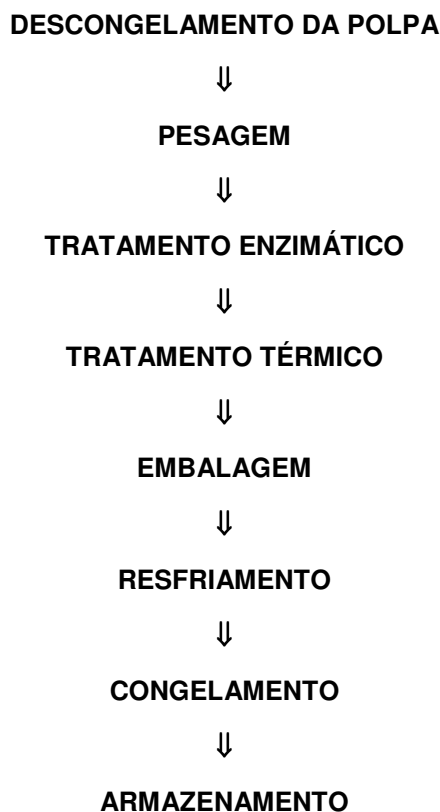 DESCONGELAMENTO DA POLPA
⇓
PESAGEM
⇓
TRATAMENTO ENZIMÁTICO
⇓
TRATAMENTO TÉRMICO
⇓
EMBALAGEM
⇓
RESFRIAMENTO
⇓
CONGELAMENTO
⇓
ARMAZENAMENTO